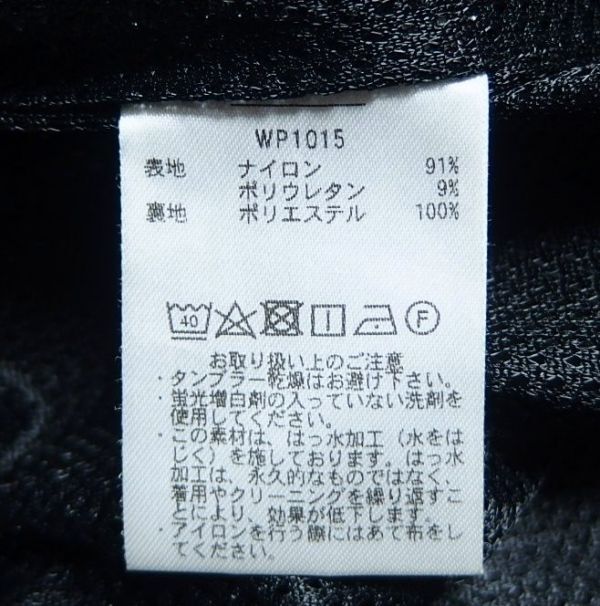 WP1015
表地 ナイロン 91%
ポリウレタン 9%
裏地 ポリエステル 100%
40 F
お取り扱い上のご注意
・タンブラー乾燥はお避け下さい。
・蛍光増白剤の入っていない洗剤を
使用してください。
・この素材は、はっ水加工（水をは
じく）を施しております。はっ水
加工は、永久的なものではなく、
着用やクリーニングを繰り返すこ
とにより、効果が低下します。
・アイロンを行う際にはあて布をし
てください。